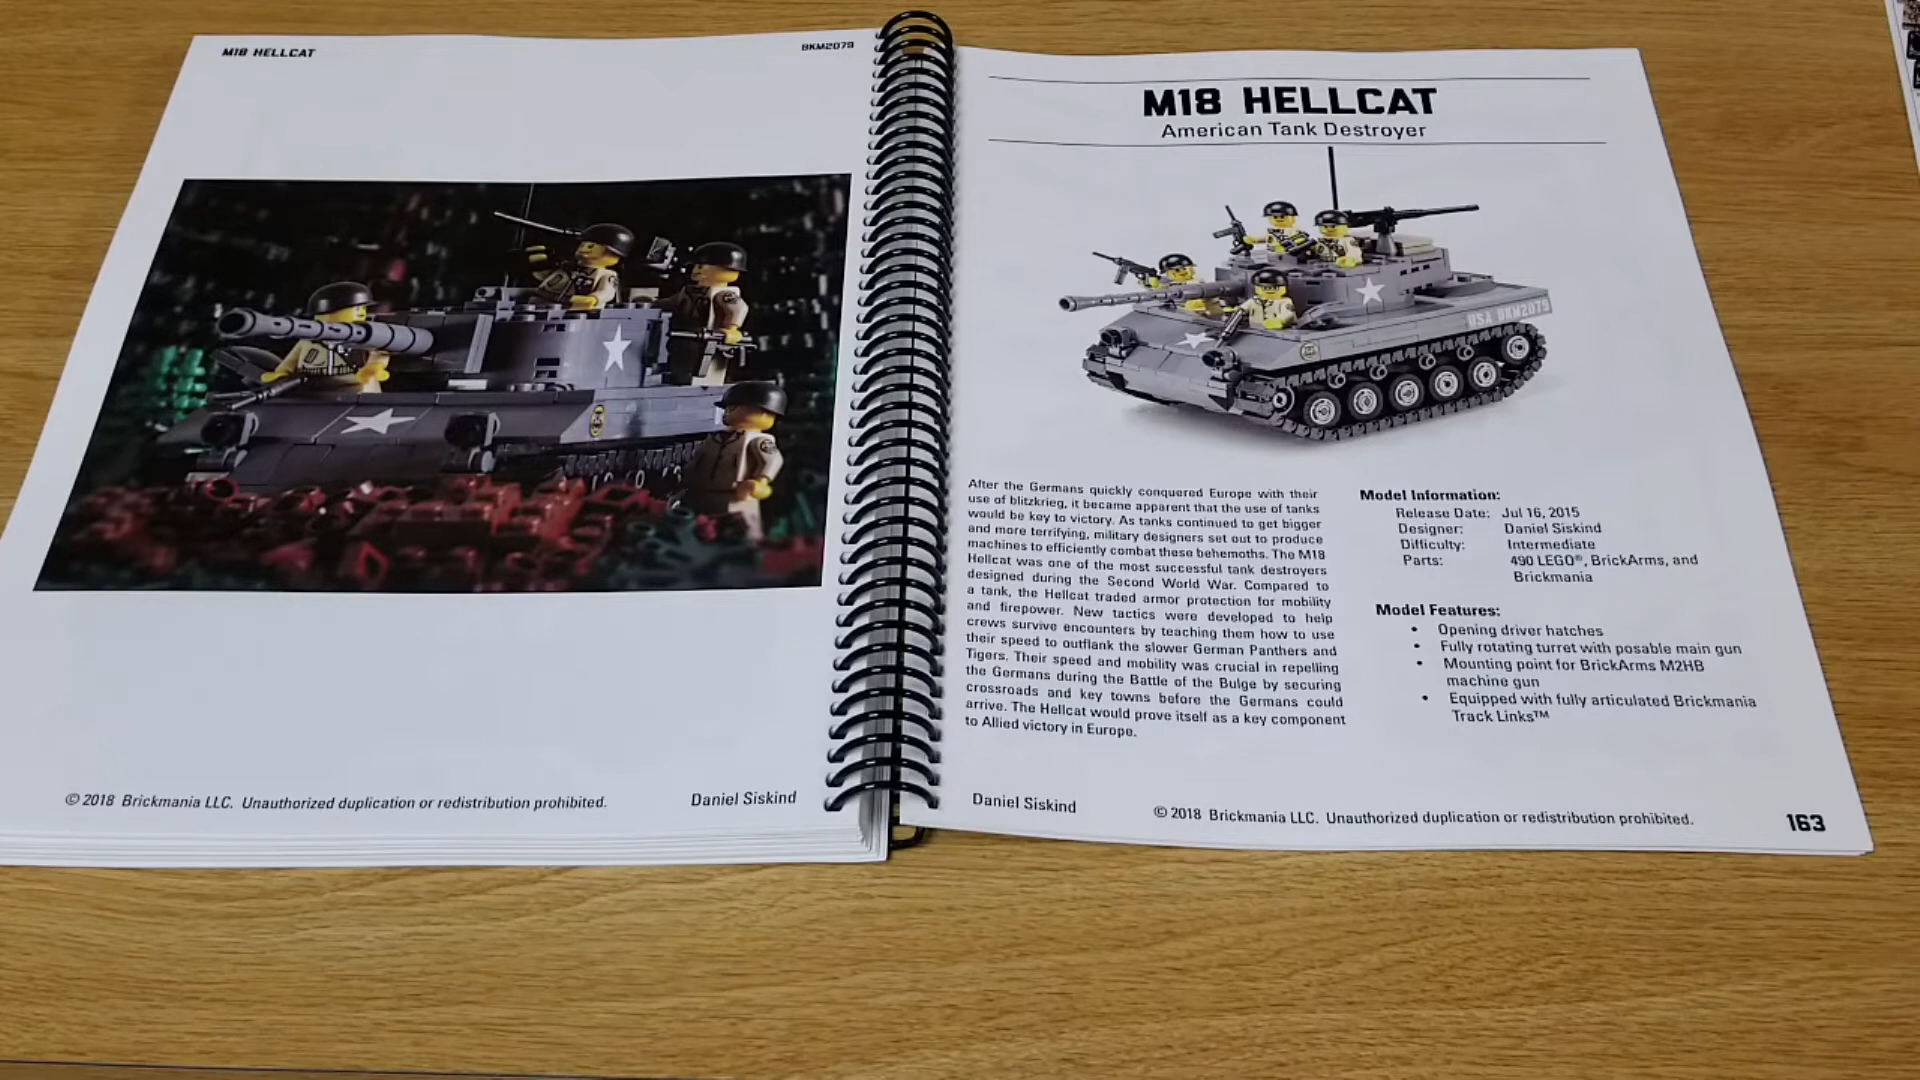 M18 HELLCAT
BKM2079
© 2018 Brickmania LLC. Unauthorized duplication or redistribution prohibited.
Daniel Siskind
M18 HELLCAT
American Tank Destroyer
USA BKM2079
After the Germans quickly conquered Europe with their
use of blitzkrieg, it became apparent that the use of tanks
would be key to victory. As tanks continued to get bigger
and more terrifying, military designers set out to produce
machines to efficiently combat these behemoths. The M18
Hellcat was one of the most successful tank destroyers
designed during the Second World War. Compared to
a tank, the Hellcat traded armor protection for mobility
and firepower. New tactics were developed to help
crews survive encounters by teaching them how to use
their speed to outflank the slower German Panthers and
Tigers. Their speed and mobility was crucial in repelling
the Germans during the Battle of the Bulge by securing
crossroads and key towns before the Germans could
arrive. The Hellcat would prove itself as a key component
to Allied victory in Europe.
Model Information:
Release Date: Jul 16, 2015
Designer: Daniel Siskind
Difficulty: Intermediate
Parts: 490 LEGO®, BrickArms, and
Brickmania
Model Features:
• Opening driver hatches
• Fully rotating turret with posable main gun
• Mounting point for BrickArms M2HB
machine gun
• Equipped with fully articulated Brickmania
Track Links™
Daniel Siskind
© 2018 Brickmania LLC. Unauthorized duplication or redistribution prohibited.
163